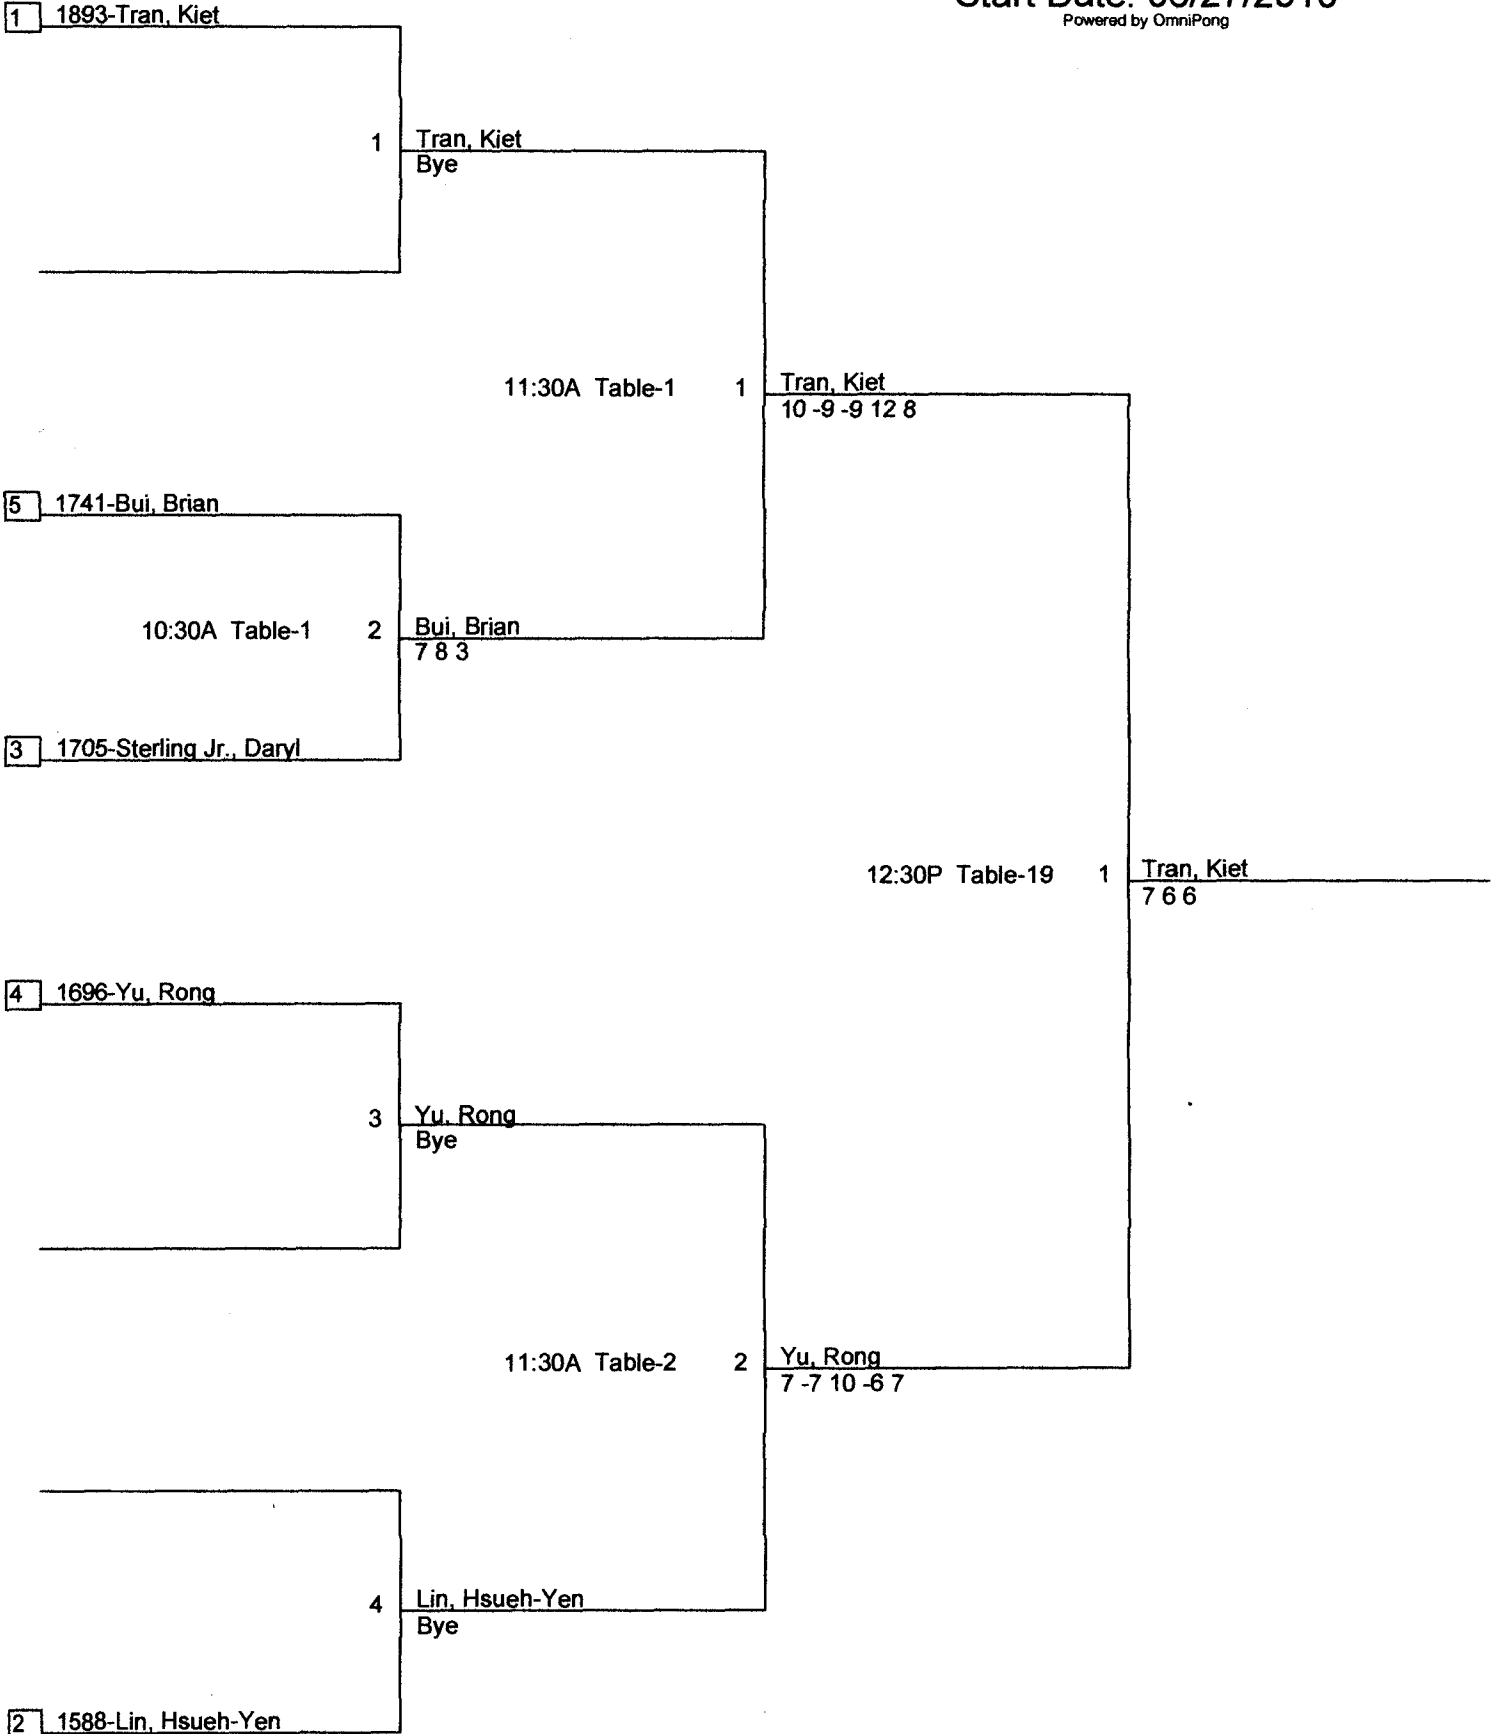 1 1893-Tran, Kiet
Powered by OmniPong
1 Tran, Kiet
Bye
11:30A Table-1 1 Tran, Kiet
10 -9 -9 12 8
5 1741-Bui, Brian
10:30A Table-1 2 Bui, Brian
7 8 3
3 1705-Sterling Jr., Daryl
12:30P Table-19 1 Tran, Kiet
7 6 6
4 1696-Yu, Rong
3 Yu, Rong
Bye
11:30A Table-2 2 Yu, Rong
7 -7 10 -6 7
4 Lin, Hsueh-Yen
Bye
2 1588-Lin, Hsueh-Yen